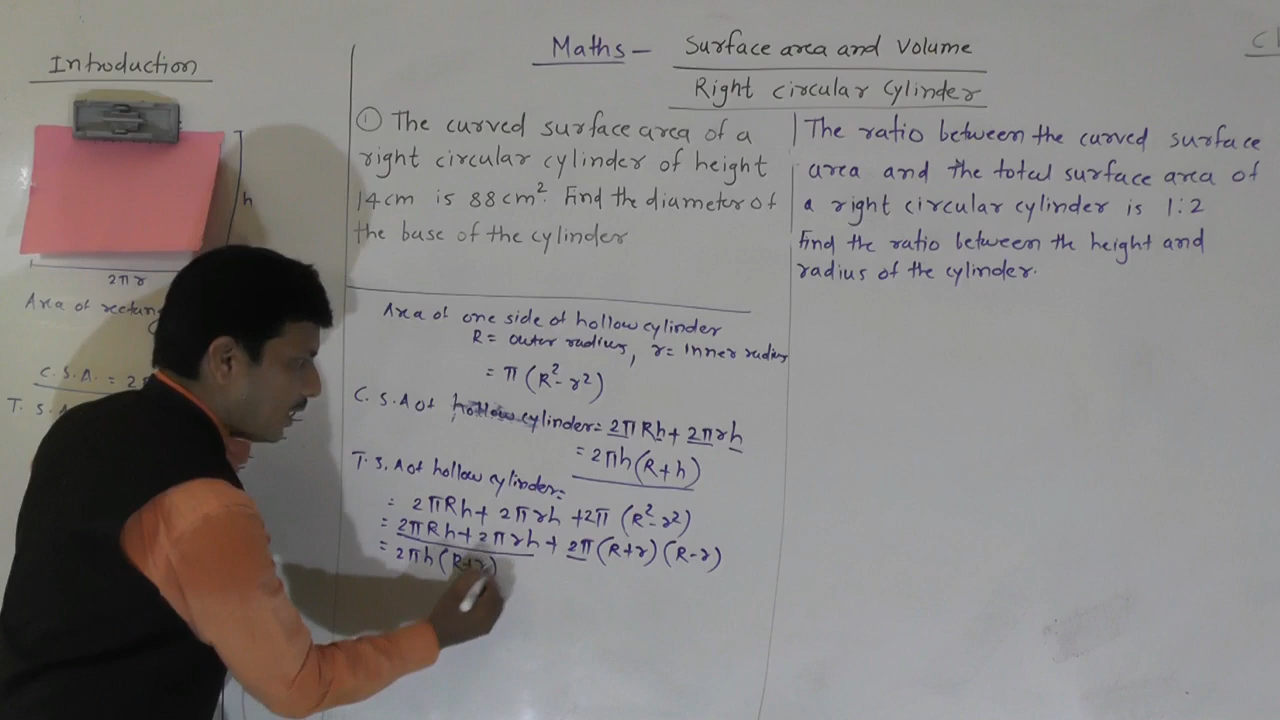 Maths - Surface area and Volume
Right circular Cylinder
Introduction
h
2πr
Area of
C.S.A. = 2
T.S.A
① The curved surface area of a
right circular cylinder of height
14cm is 88cm². Find the diameter of
the base of the cylinder
Area of one side of hollow cylinder
R = outer radius, r = inner radius
= π(R²-r²)
C.S.A of hollow cylinder = 2πRh + 2πrh
= 2πh(R+h)
T.S.A of hollow cylinder =
= 2πRh + 2πrh + 2π(R²-r²)
= 2πRh + 2πrh + 2π(R+r)(R-r)
= 2πh(R+r)
The ratio between the curved surface
area and the total surface area of
a right circular cylinder is 1:2
Find the ratio between the height and
radius of the cylinder.